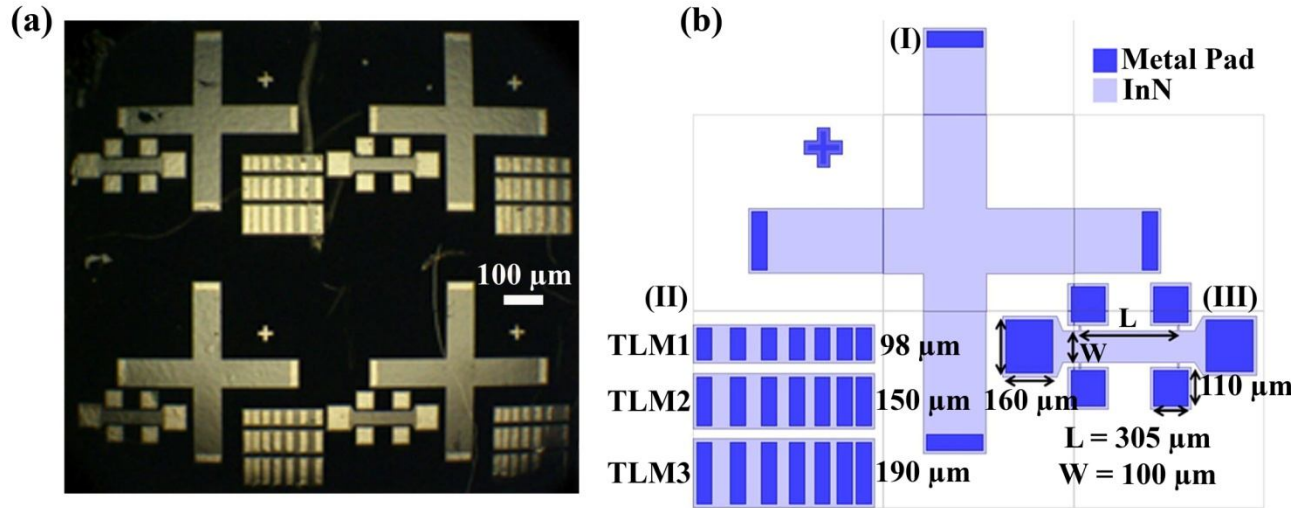 (a)
100 µm
(b)
(I)
Metal Pad
InN
(II)
(III)
L
TLM1
98 µm
W
TLM2
150 µm
160 µm
110 µm
L = 305 µm
TLM3
190 µm
W = 100 µm